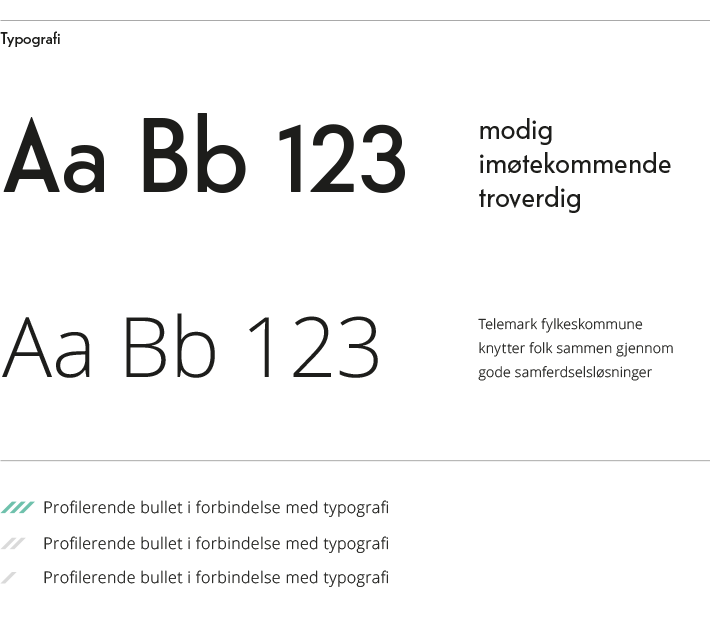 Typografi
Aa Bb 123
modig
imøtekommende
troverdig
Aa Bb 123
Telemark fylkeskommune
knytter folk sammen gjennom
gode samferdselsløsninger
Profilerende bullet i forbindelse med typografi
Profilerende bullet i forbindelse med typografi
Profilerende bullet i forbindelse med typografi